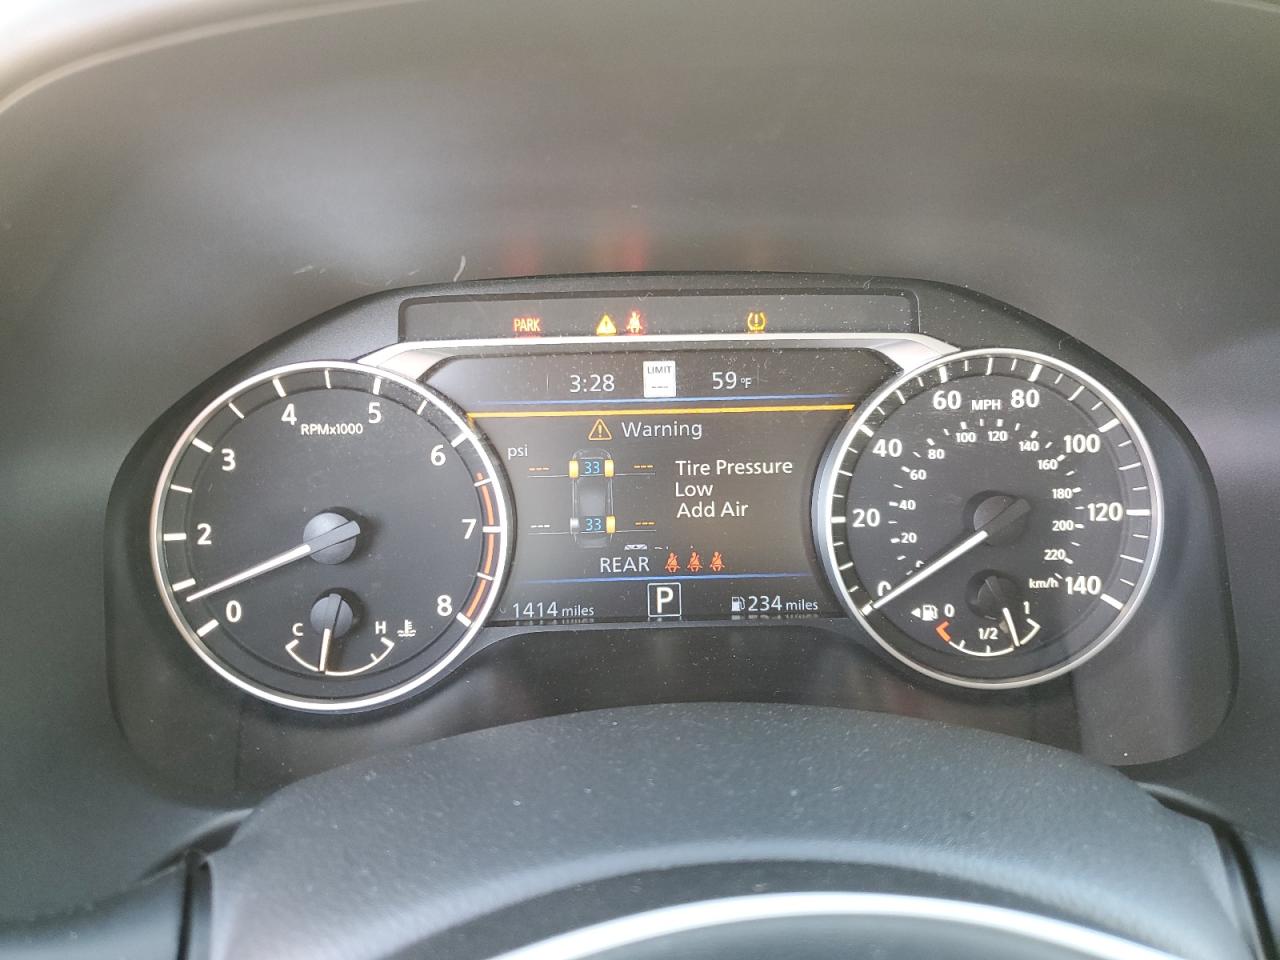 PARK
3:28 LIMIT --- 59 °F
Warning
psi
--- 33 ---
--- 33 ---
Tire Pressure
Low
Add Air
REAR
1414 miles P 234 miles
0 2 3 4 5 6 7 8
RPMx1000
C H
0 20 40 60 80 100 120 140
MPH
20 40 60 80 100 120 140 160 180 200 220
km/h
0 1/2 1